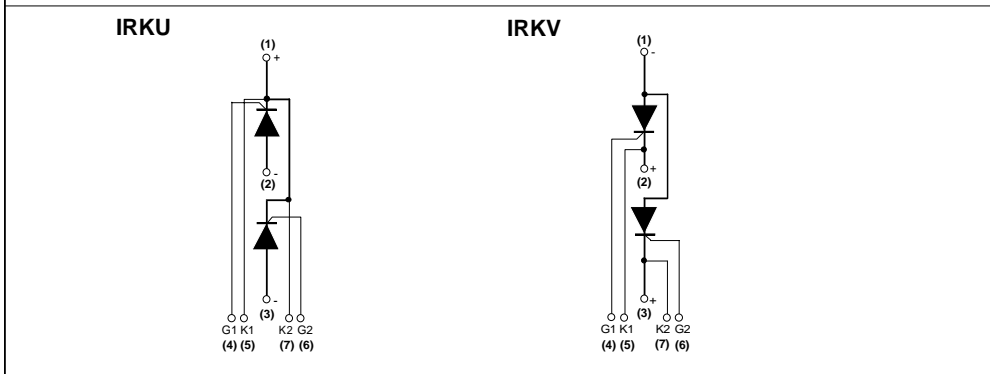 IRKU
IRKV
(1)
+
-
(2)
-
(3)
G1 K1 K2 G2
(4) (5) (7) (6)
(1)
-
+
(2)
+
(3)
G1 K1 K2 G2
(4) (5) (7) (6)